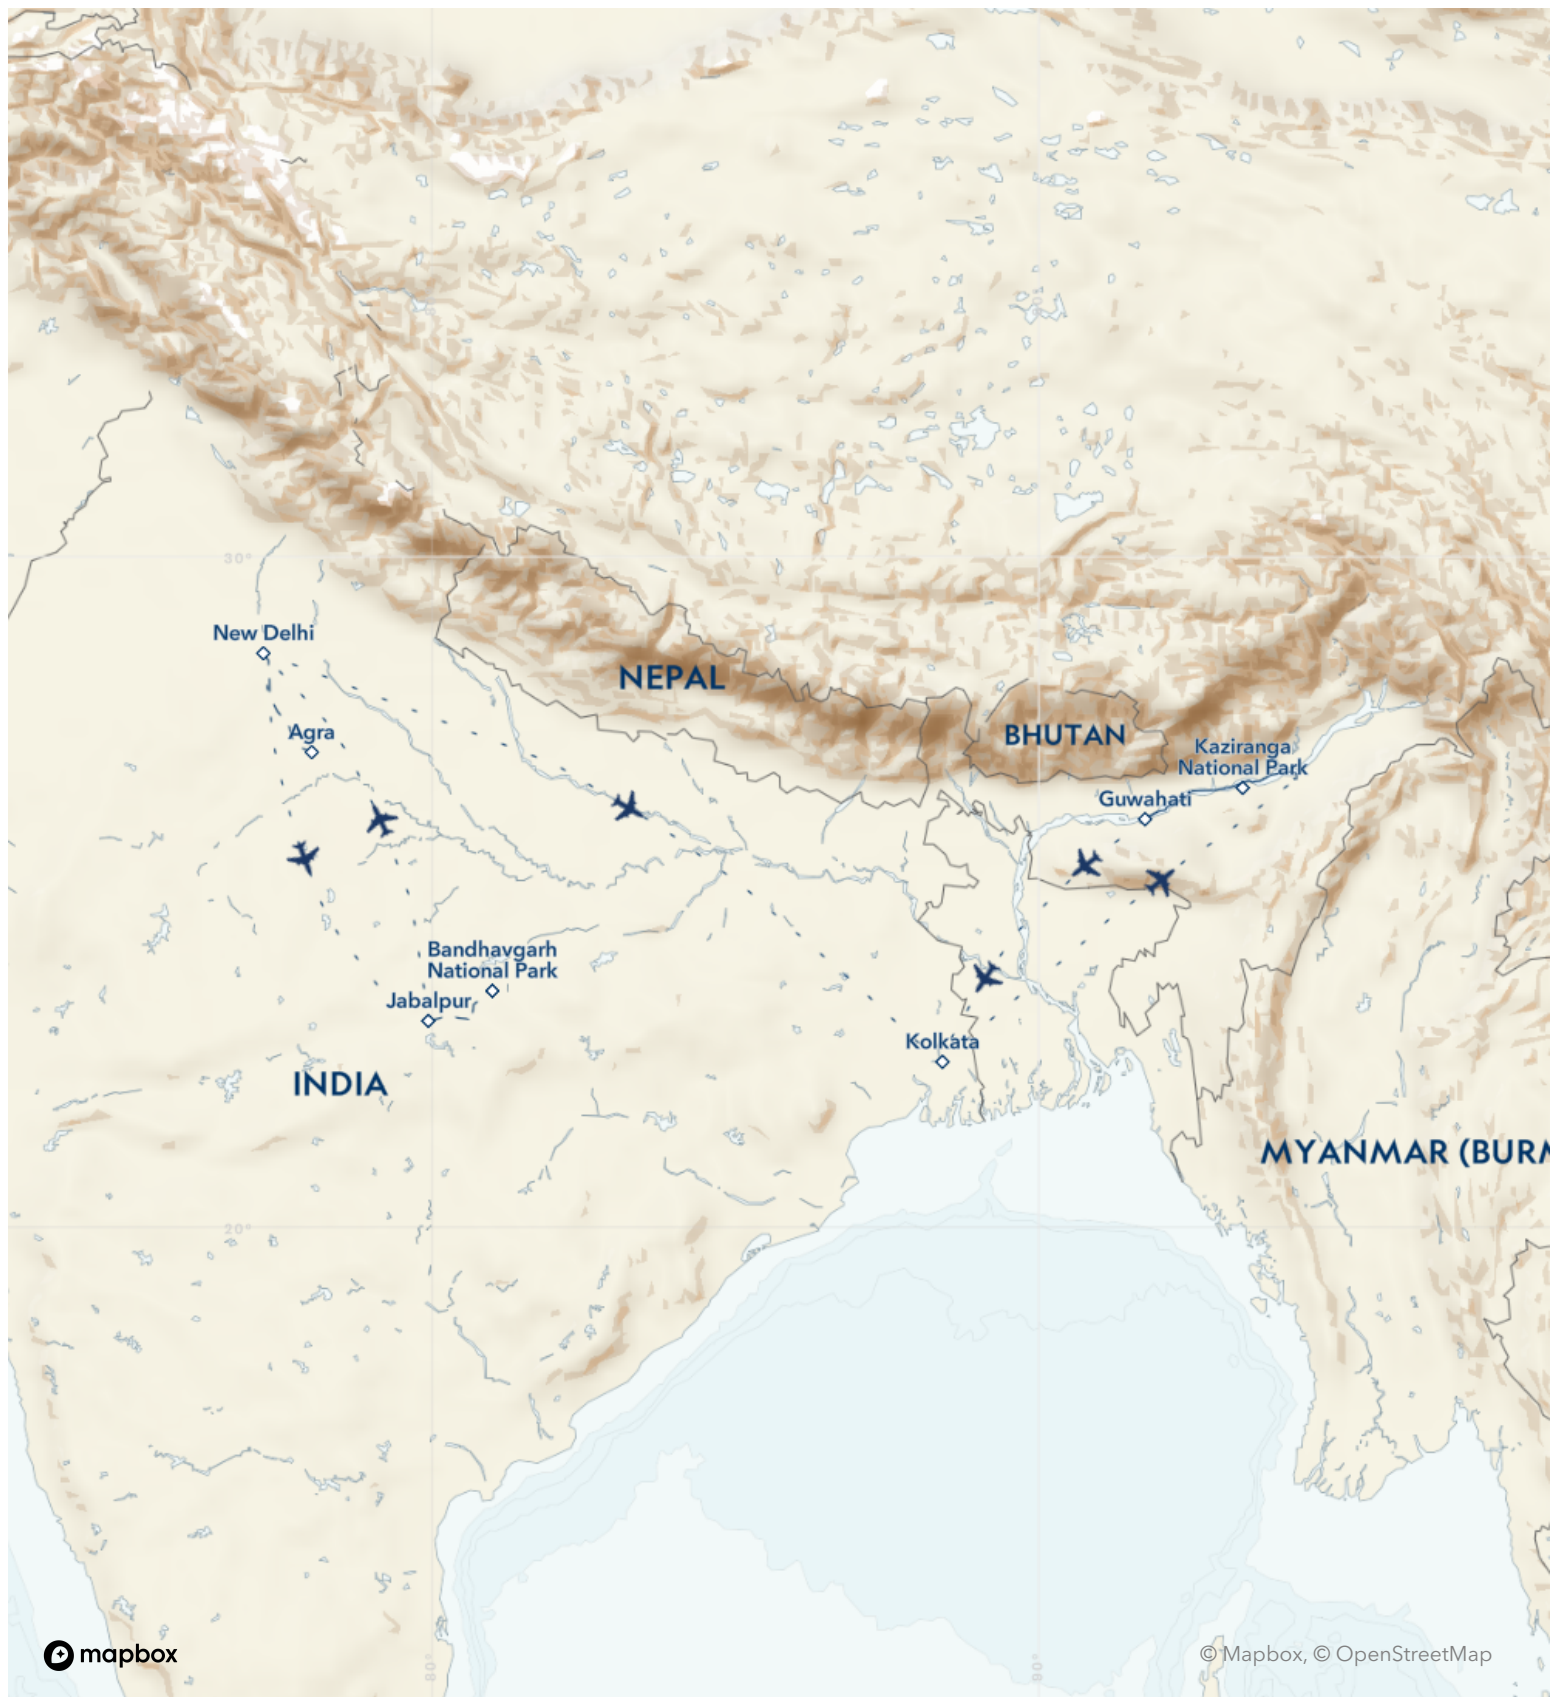 30°
New Delhi
NEPAL
Agra
BHUTAN
Kaziranga
National Park
Guwahati
Bandhavgarh
National Park
Jabalpur
Kolkata
INDIA
MYANMAR (BURM
20°
80°
90°
mapbox
© Mapbox, © OpenStreetMap